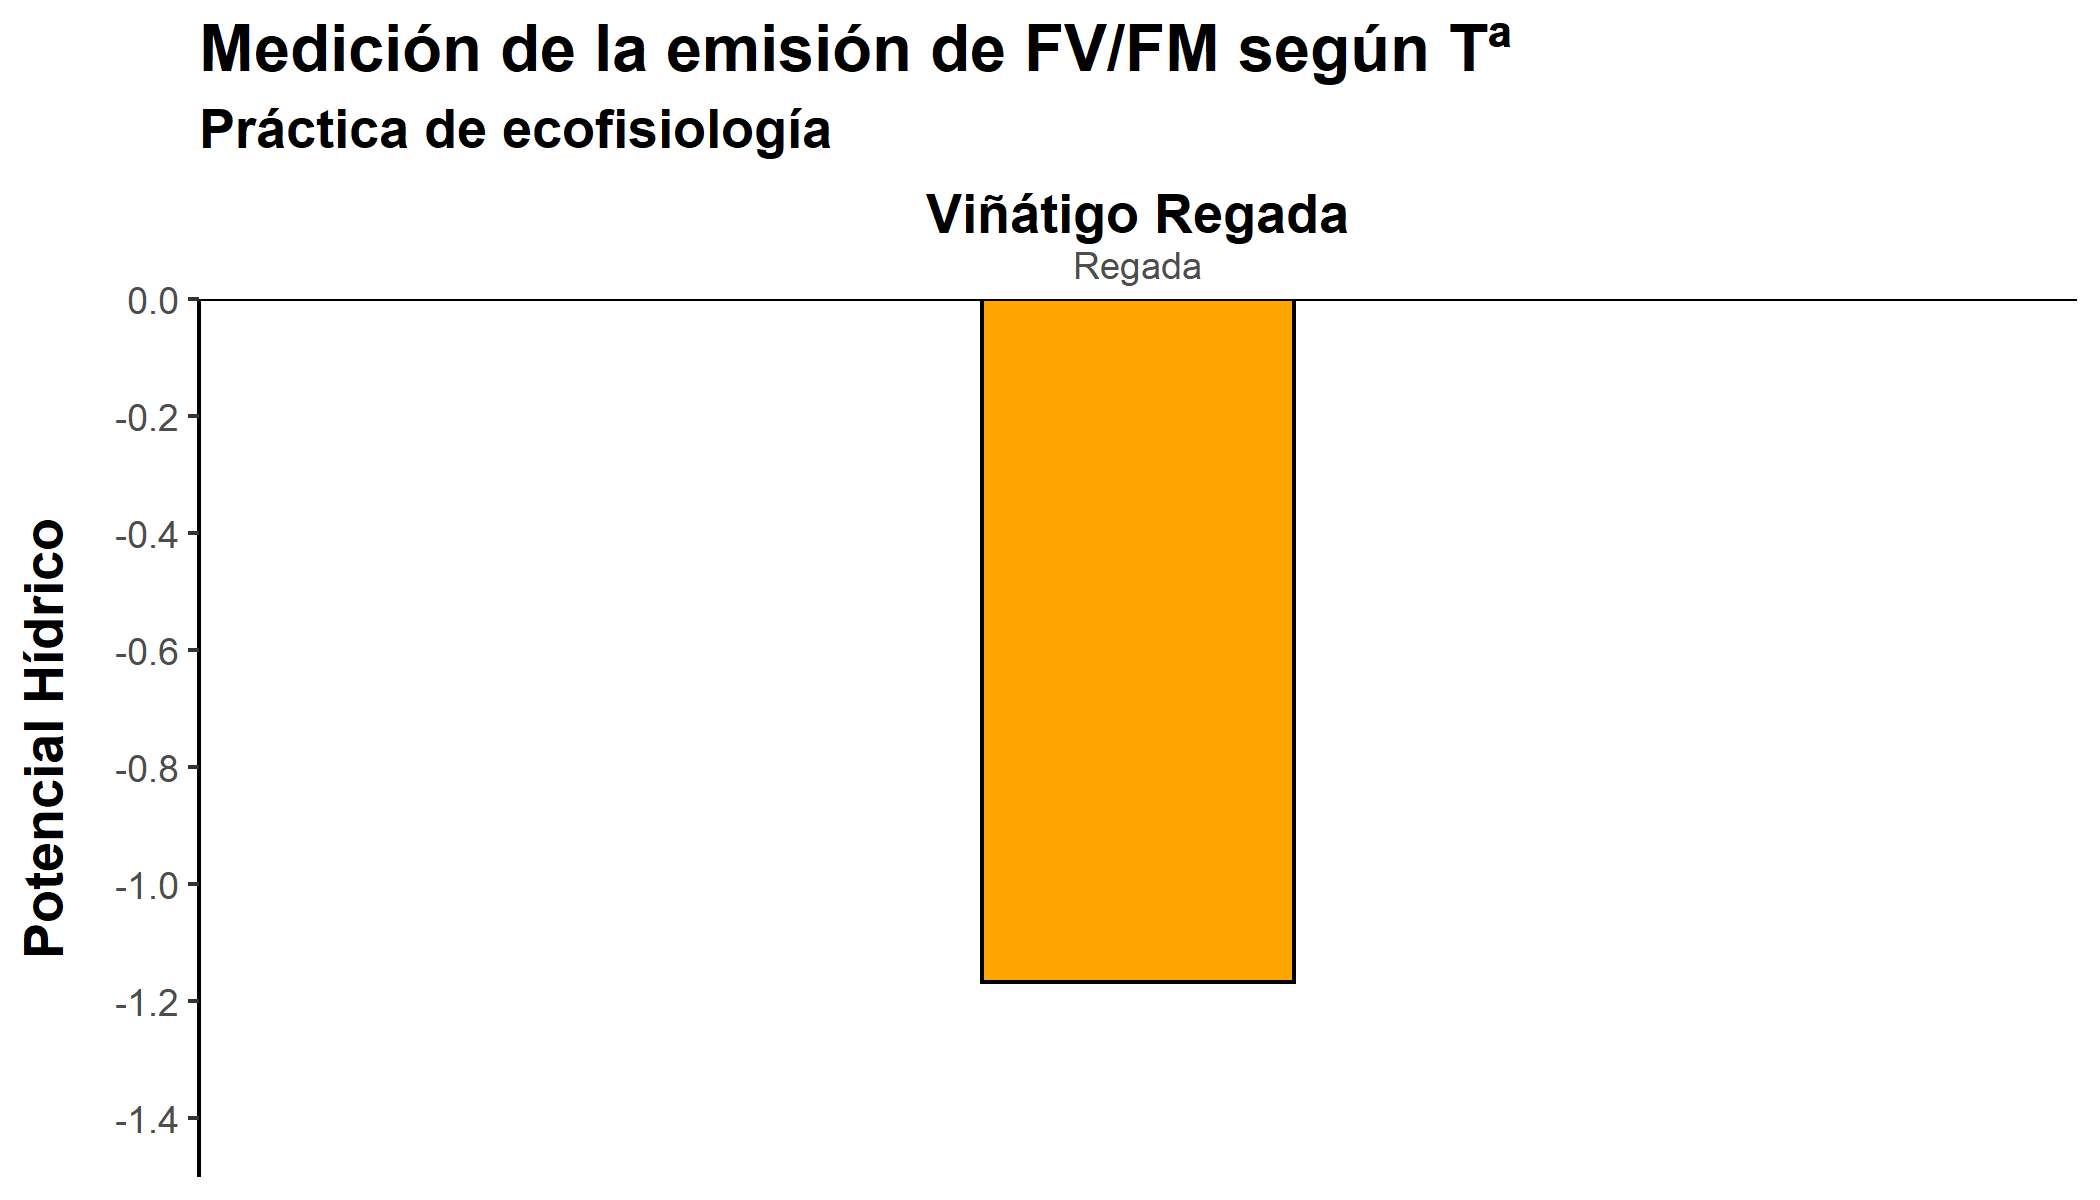 Medición de la emisión de FV/FM según Tª
Práctica de ecofisiología
Viñátigo Regada
Regada
0.0
-0.2
-0.4
-0.6
-0.8
-1.0
-1.2
-1.4
Potencial Hídrico